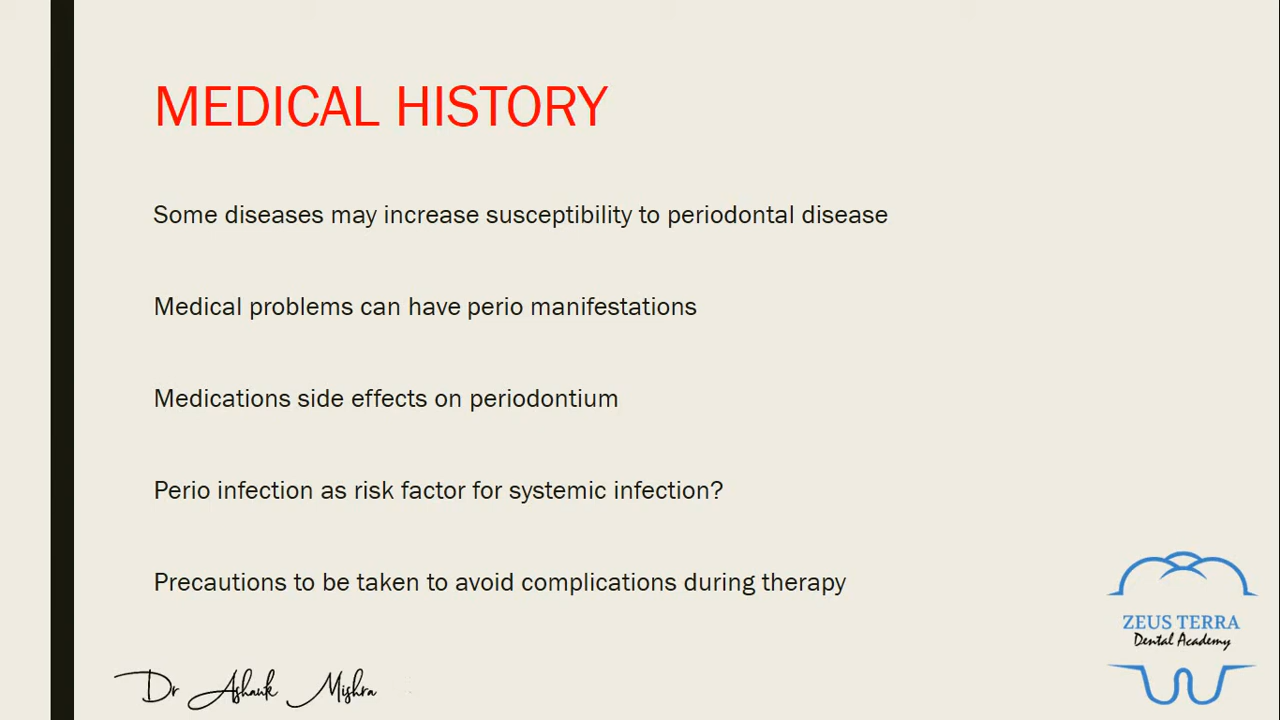 MEDICAL HISTORY
Some diseases may increase susceptibility to periodontal disease
Medical problems can have perio manifestations
Medications side effects on periodontium
Perio infection as risk factor for systemic infection?
Precautions to be taken to avoid complications during therapy
ZEUS TERRA
Dental Academy
Dr Ashank Mishra